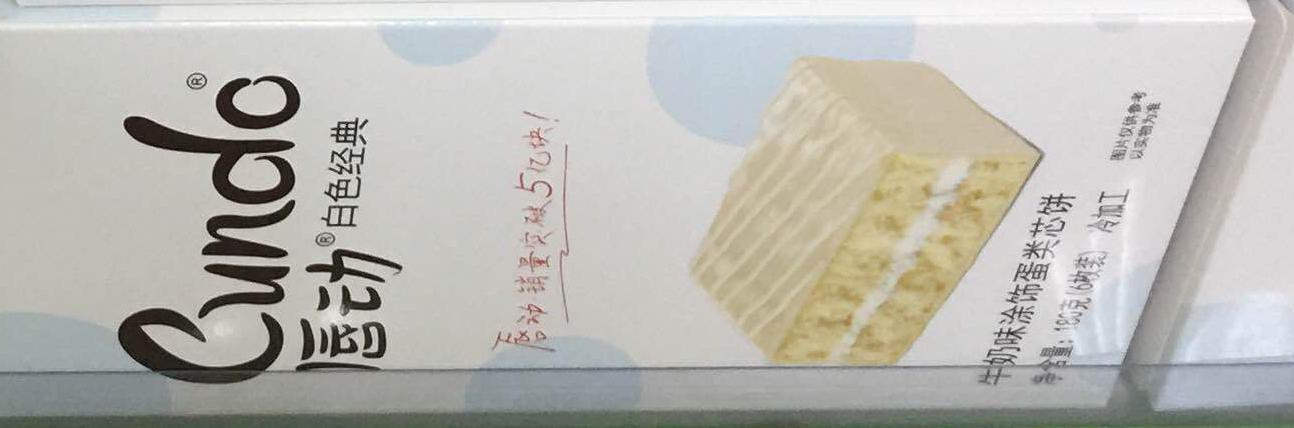 Cundo®
唇动®白色经典
唇动·销量突破5亿块!
牛奶味涂饰蛋类芯饼
净含量:180克(6枚装) 冷加工
图片仅供参考
以实物为准